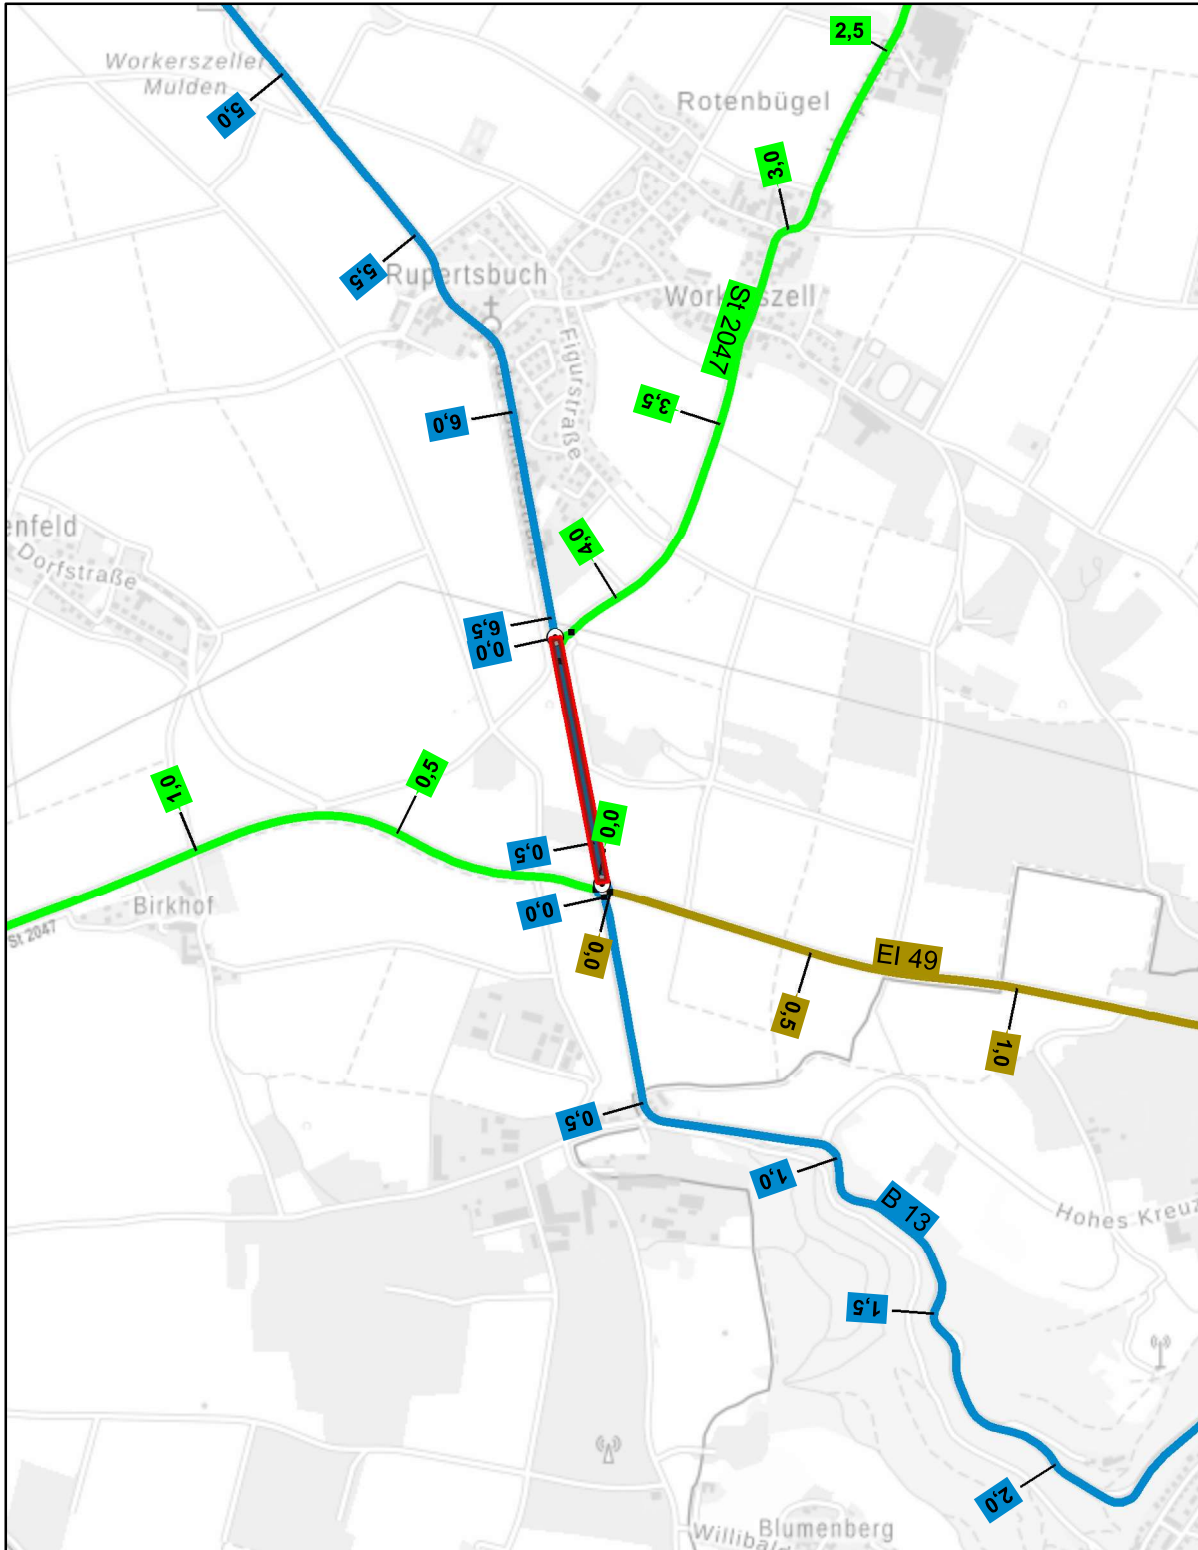 2,5
Workerszeller
Mulden
5,0
Rotenbügel
3,0
5,5
Rupertsbuch
Workerszell
St 2047
Figurstraße
3,5
6,0
enfeld
Dorfstraße
4,0
6,5
0,0
1,0
0,5
0,0
0,5
Birkhof
St 2047
0,0
0,0
EI 49
0,5
1,0
0,5
1,0
B 13
Hohes Kreuz
1,5
2,0
Blumenberg
Willibald